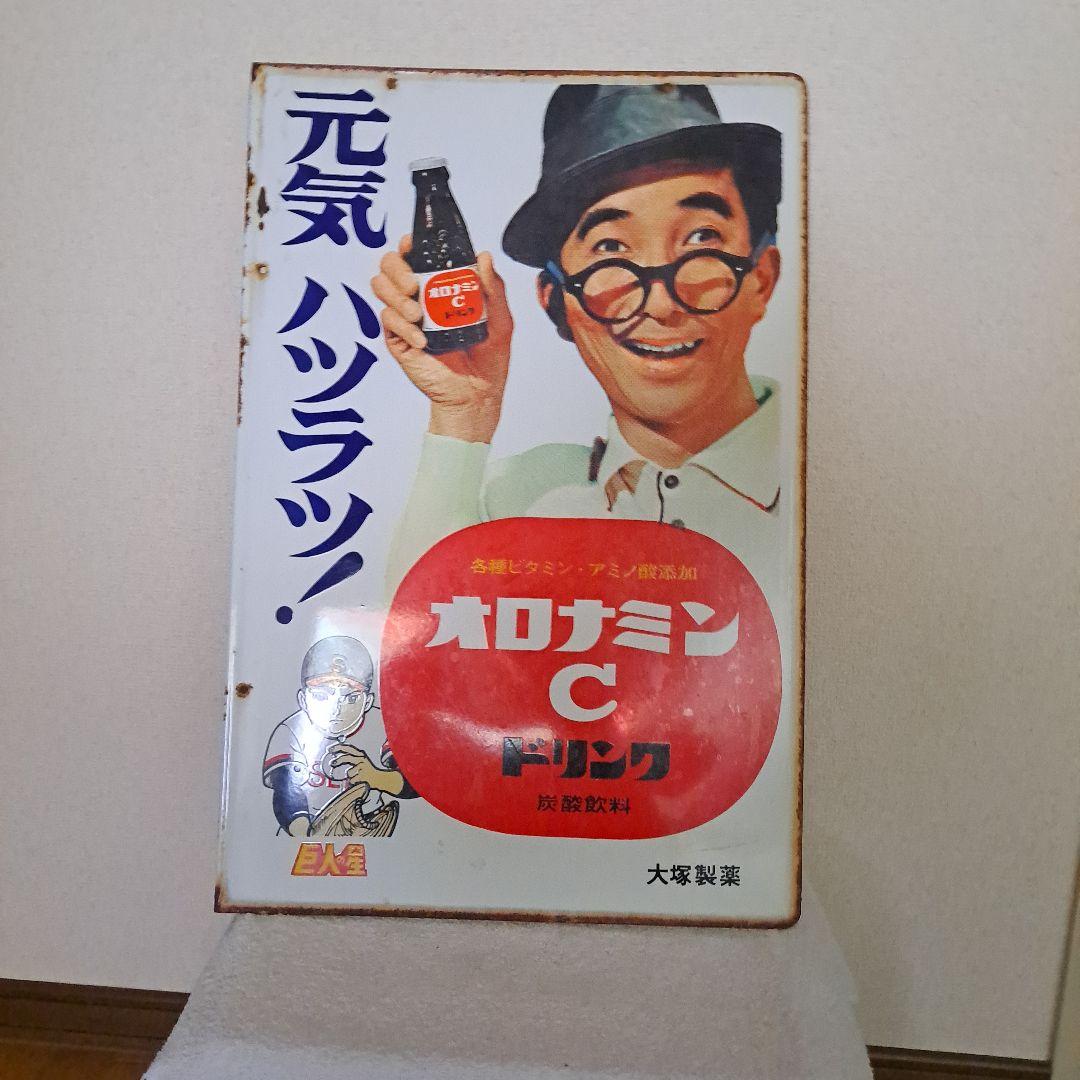 元気ハツラツ!
オロナミン
C
ドリンク
各種ビタミン・アミノ酸添加
オロナミン
C
ドリンク
炭酸飲料
S
巨人の星
大塚製薬